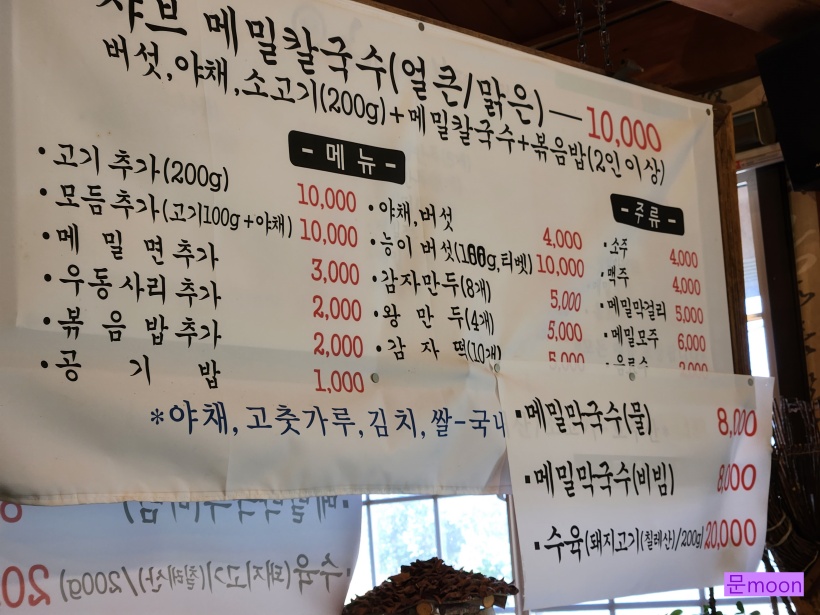 샤브 메밀칼국수(얼큰/맑은) — 10,000
버섯,야채,소고기(200g)+메밀칼국수+볶음밥(2인 이상)
- 메 뉴 -
• 고기 추가(200g) 10,000
• 모듬추가(고기100g+야채) 10,000
• 메 밀 면 추가 3,000
• 우동사리 추가 2,000
• 볶 음 밥 추가 2,000
• 공 기 밥 1,000
• 야채,버섯 4,000
• 능이 버섯(100g,티벳) 10,000
• 감자만두(8개) 5,000
• 왕 만 두(4개) 5,000
• 감 자 떡(10개) 5,000
- 주 류 -
• 소주 4,000
• 맥주 4,000
• 메밀막걸리 5,000
• 메밀모주 6,000
*야채,고춧가루,김치,쌀-국내
• 메밀막국수(물) 8,000
• 메밀막국수(비빔) 8,000
• 수육(돼지고기(칠레산)/200g) 20,000
문moon